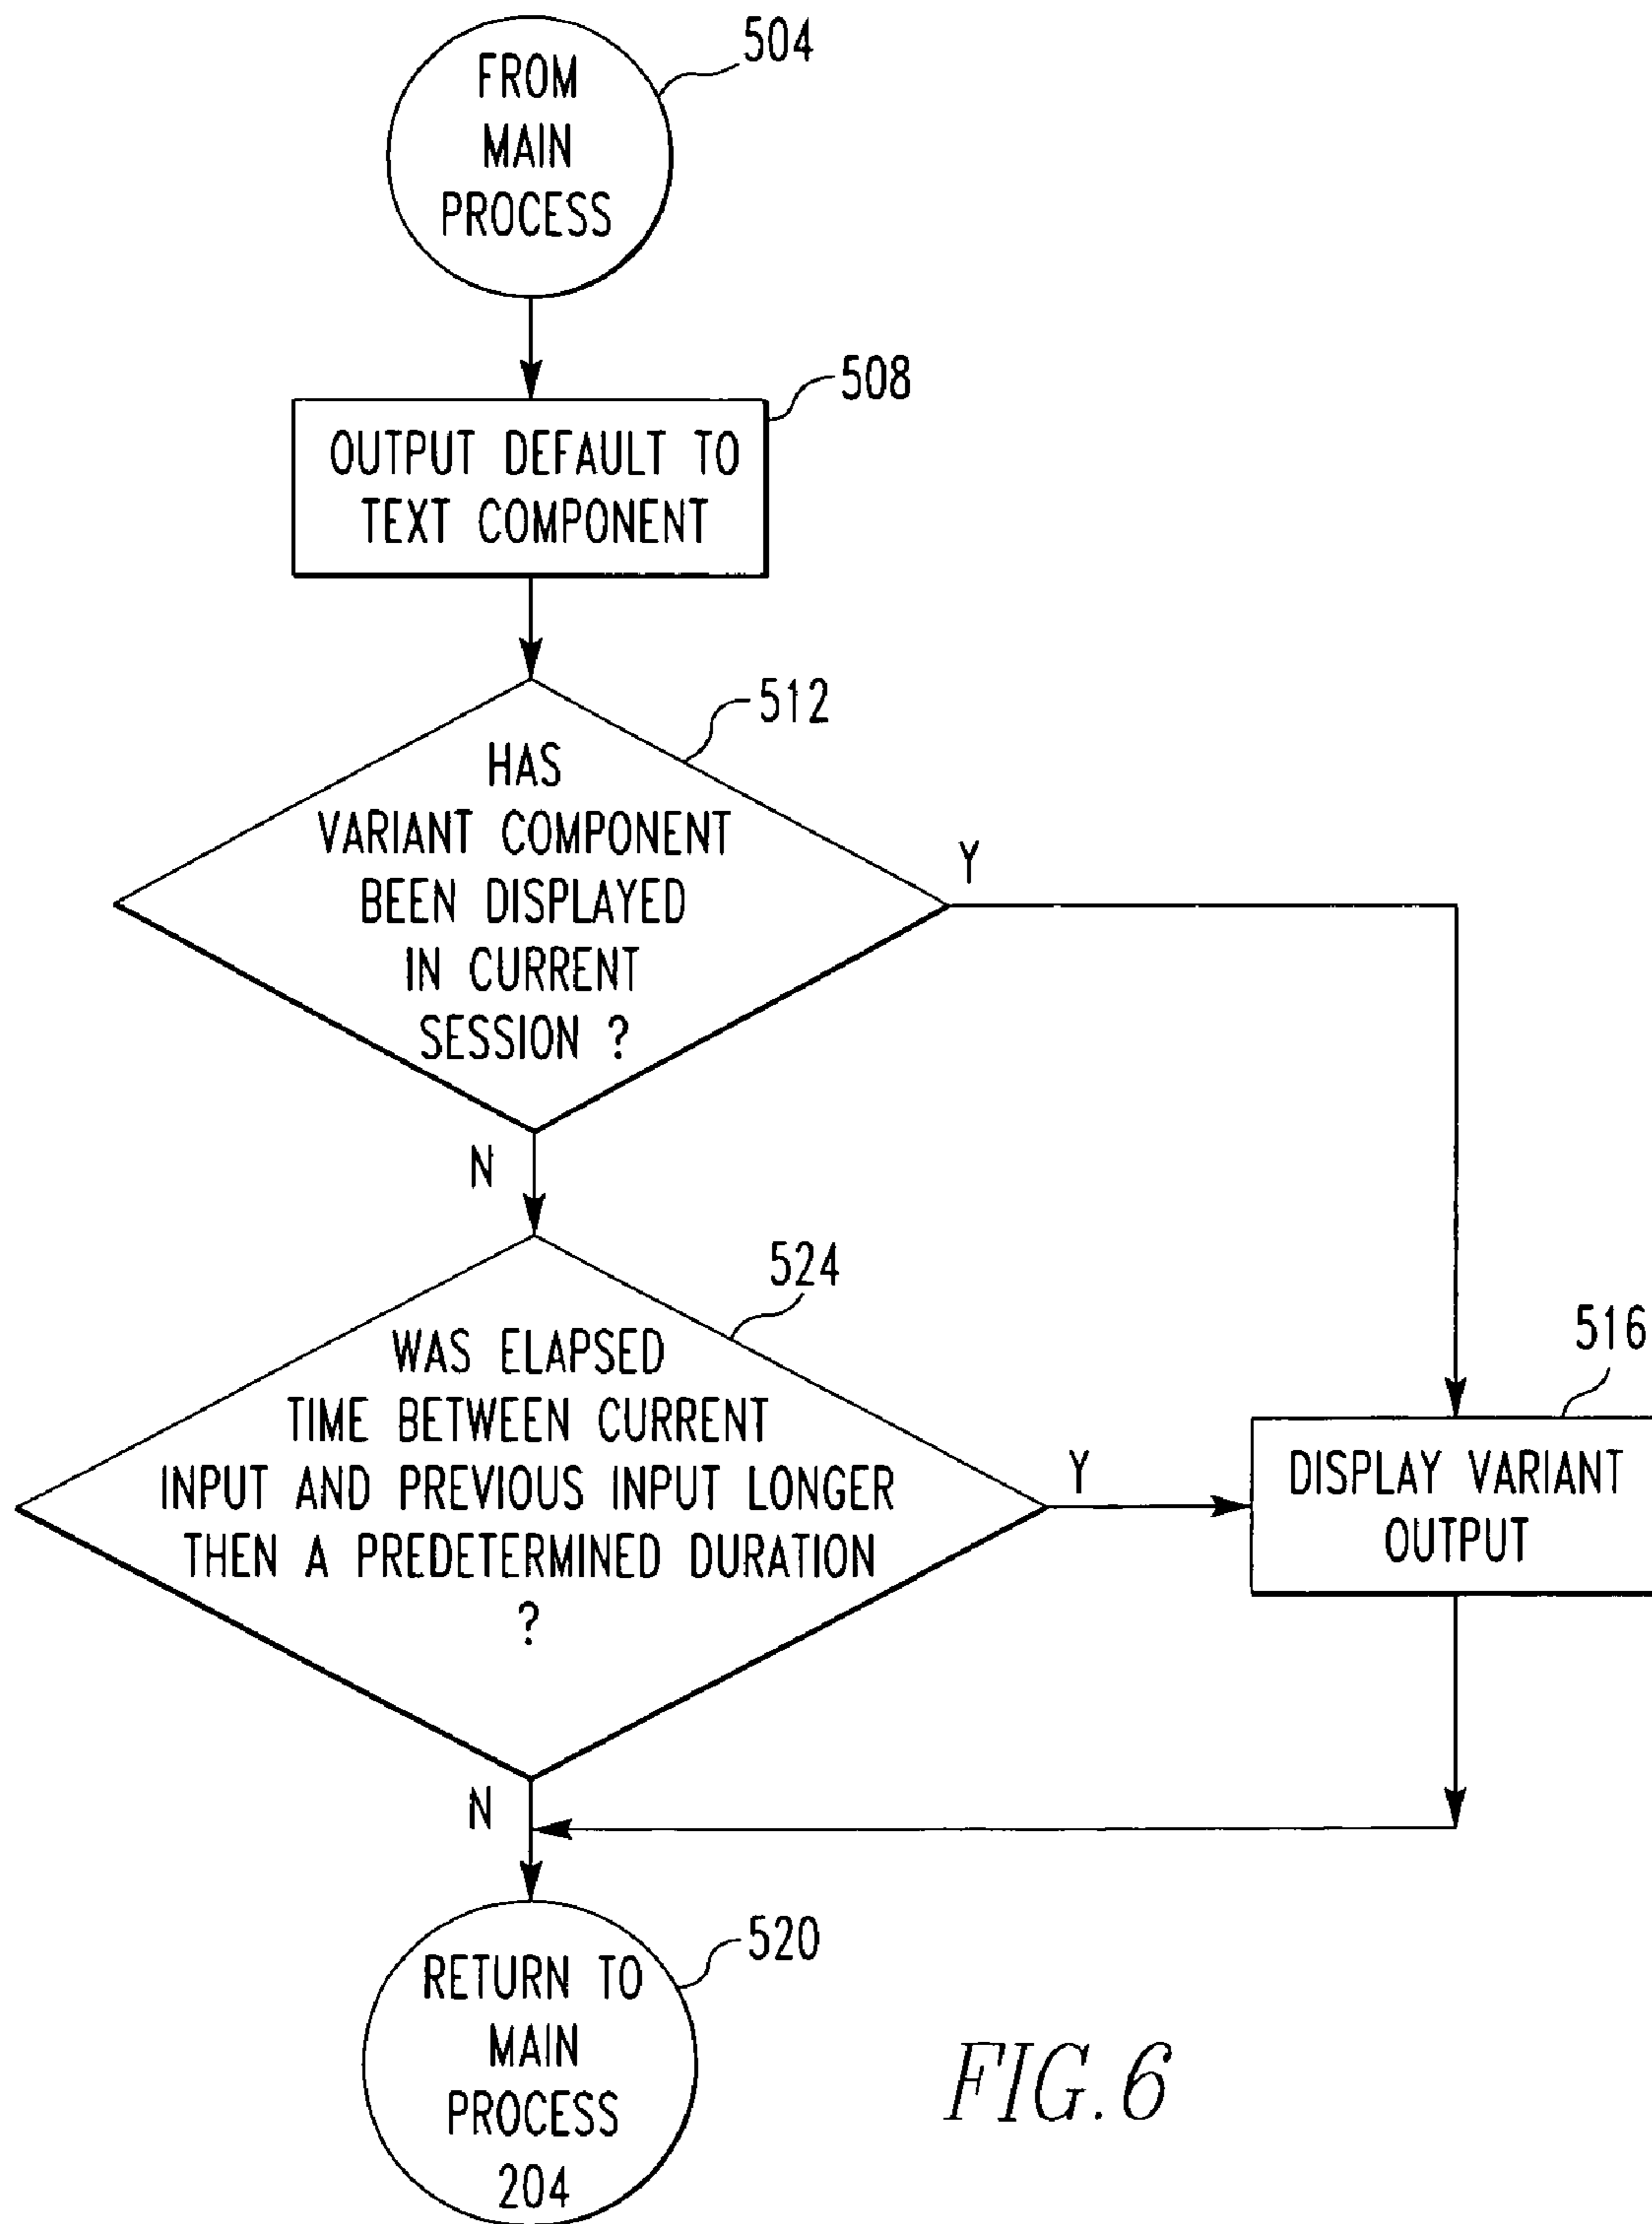 504
FROM
MAIN
PROCESS
508
OUTPUT DEFAULT TO
TEXT COMPONENT
512
HAS
VARIANT COMPONENT
BEEN DISPLAYED
IN CURRENT
SESSION ?
Y
N
524
WAS ELAPSED
TIME BETWEEN CURRENT
INPUT AND PREVIOUS INPUT LONGER
THEN A PREDETERMINED DURATION
?
Y
516
DISPLAY VARIANT
OUTPUT
N
520
RETURN TO
MAIN
PROCESS
204
FIG. 6